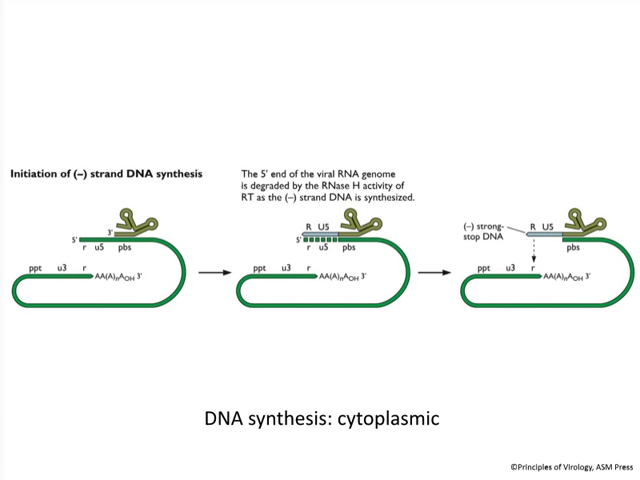 Initiation of (–) strand DNA synthesis
The 5' end of the viral RNA genome
is degraded by the RNase H activity of
RT as the (–) strand DNA is synthesized.
3'
5'
r u5 pbs
ppt u3 r
AA(A)nAOH 3'
R U5
5'
r u5 pbs
ppt u3 r
AA(A)nAOH 3'
(–) strong-
stop DNA
R U5
pbs
ppt u3 r
AA(A)nAOH 3'
DNA synthesis: cytoplasmic
©Principles of Virology, ASM Press